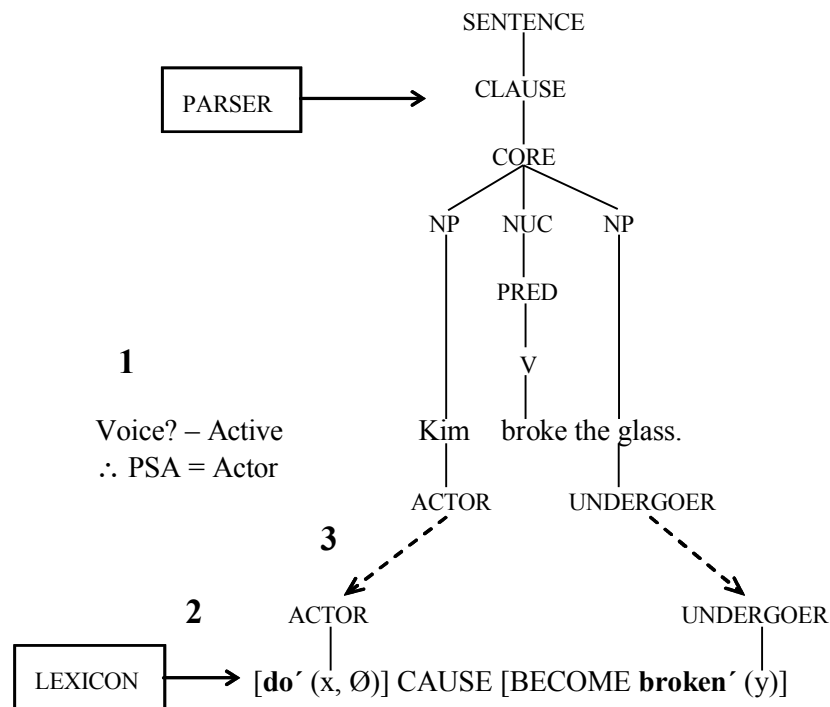 SENTENCE
PARSER
CLAUSE
CORE
NP NUC NP
PRED
1
V
Voice? – Active
Kim broke the glass.
∴ PSA = Actor
ACTOR UNDERGOER
3
2
ACTOR UNDERGOER
LEXICON
[do´ (x, Ø)] CAUSE [BECOME broken´ (y)]